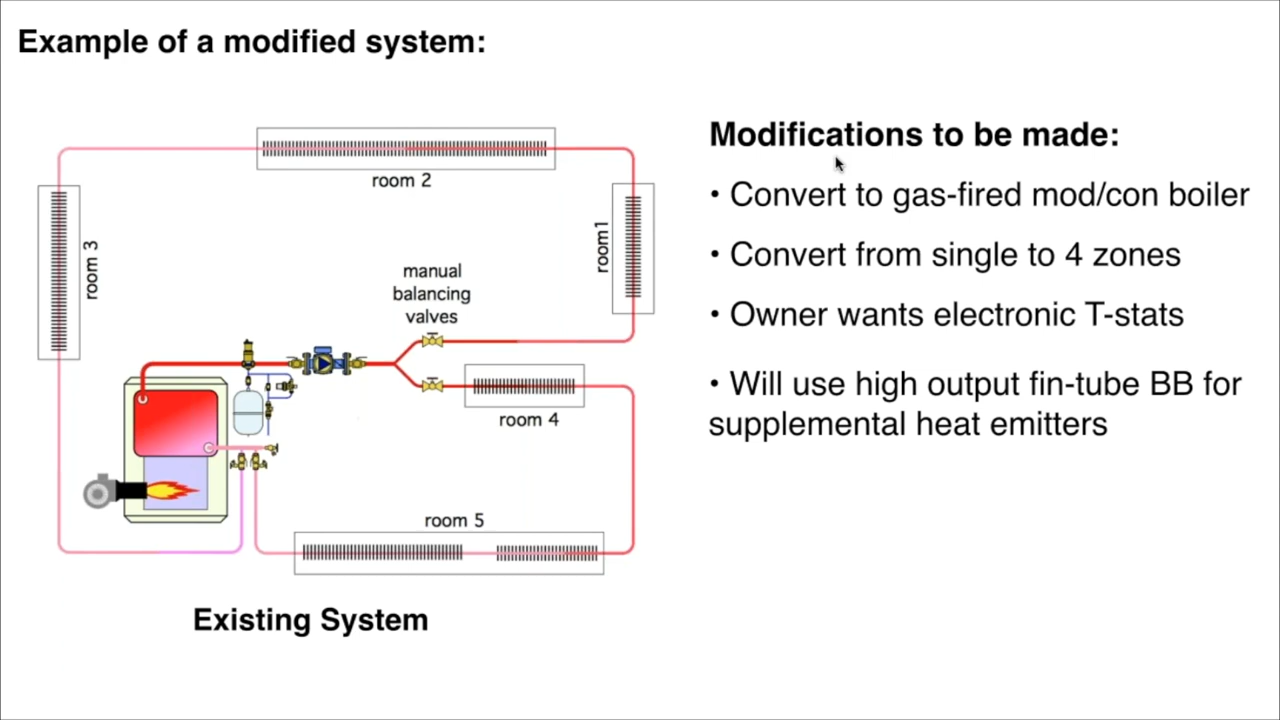 Example of a modified system:
room 2
room 3
room1
manual
balancing
valves
room 4
room 5
Existing System
Modifications to be made:
• Convert to gas-fired mod/con boiler
• Convert from single to 4 zones
• Owner wants electronic T-stats
• Will use high output fin-tube BB for
supplemental heat emitters